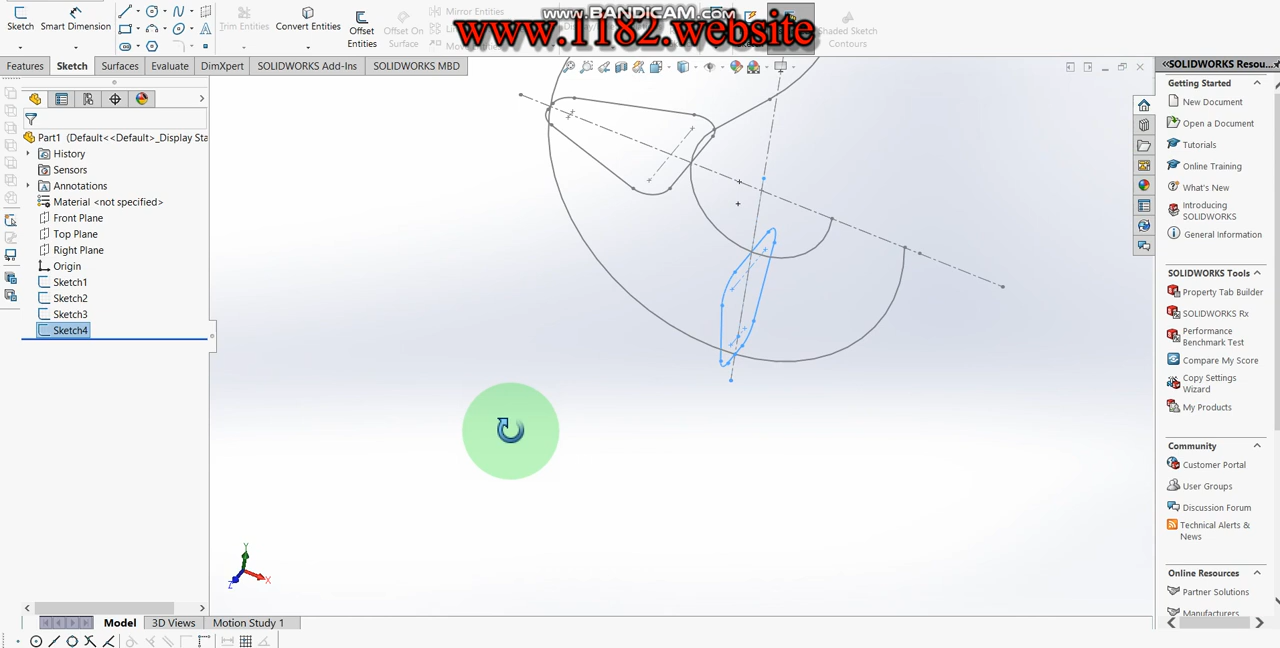 www.BANDICAM.COM
www.1182.website
Sketch
Smart Dimension
Trim Entities
Convert Entities
Offset Entities
Offset On Surface
Mirror Entities
Shaded Sketch Contours
Features
Sketch
Surfaces
Evaluate
DimXpert
SOLIDWORKS Add-Ins
SOLIDWORKS MBD
Part1 (Default<<Default>_Display Sta
History
Sensors
Annotations
Material <not specified>
Front Plane
Top Plane
Right Plane
Origin
Sketch1
Sketch2
Sketch3
Sketch4
Y
X
Z
Model
3D Views
Motion Study 1
SOLIDWORKS Resou...
Getting Started
New Document
Open a Document
Tutorials
Online Training
What's New
Introducing SOLIDWORKS
General Information
SOLIDWORKS Tools
Property Tab Builder
SOLIDWORKS Rx
Performance Benchmark Test
Compare My Score
Copy Settings Wizard
My Products
Community
Customer Portal
User Groups
Discussion Forum
Technical Alerts & News
Online Resources
Partner Solutions
Manufacturers